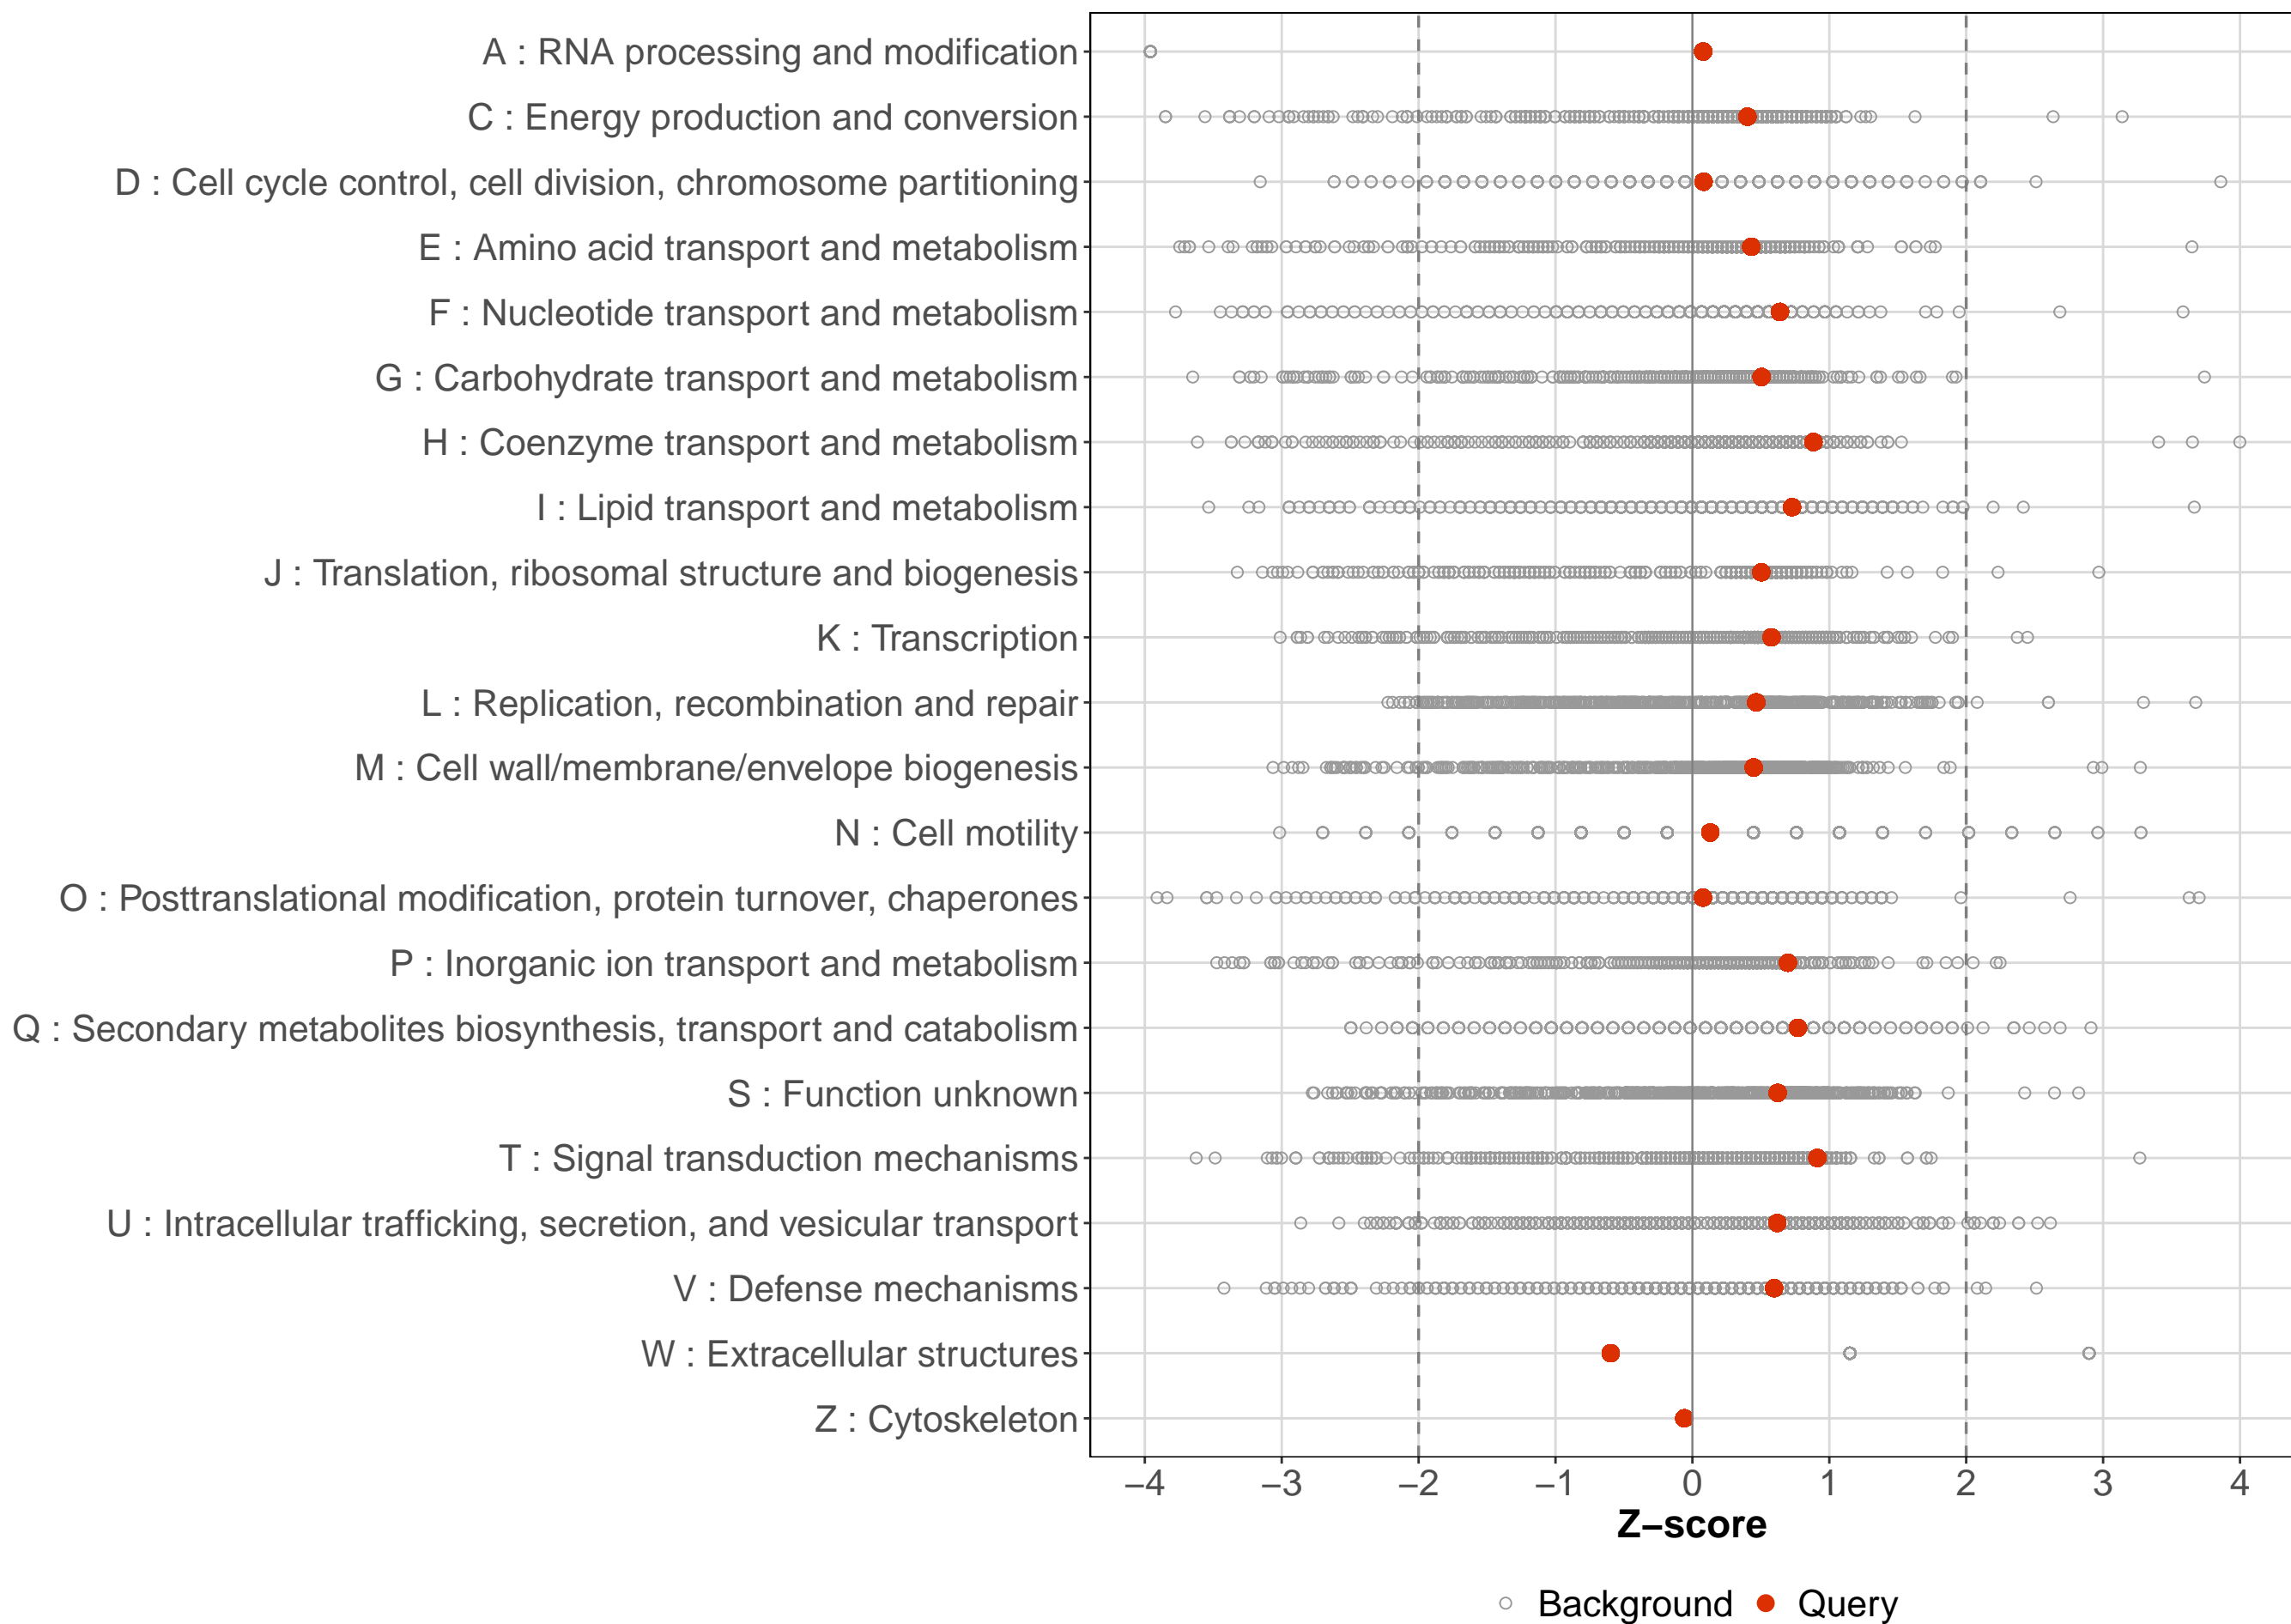 A : RNA processing and modification
C : Energy production and conversion
D : Cell cycle control, cell division, chromosome partitioning
E : Amino acid transport and metabolism
F : Nucleotide transport and metabolism
G : Carbohydrate transport and metabolism
H : Coenzyme transport and metabolism
I : Lipid transport and metabolism
J : Translation, ribosomal structure and biogenesis
K : Transcription
L : Replication, recombination and repair
M : Cell wall/membrane/envelope biogenesis
N : Cell motility
O : Posttranslational modification, protein turnover, chaperones
P : Inorganic ion transport and metabolism
Q : Secondary metabolites biosynthesis, transport and catabolism
S : Function unknown
T : Signal transduction mechanisms
U : Intracellular trafficking, secretion, and vesicular transport
V : Defense mechanisms
W : Extracellular structures
Z : Cytoskeleton
−4 −3 −2 −1 0 1 2 3 4
Z−score
Background Query